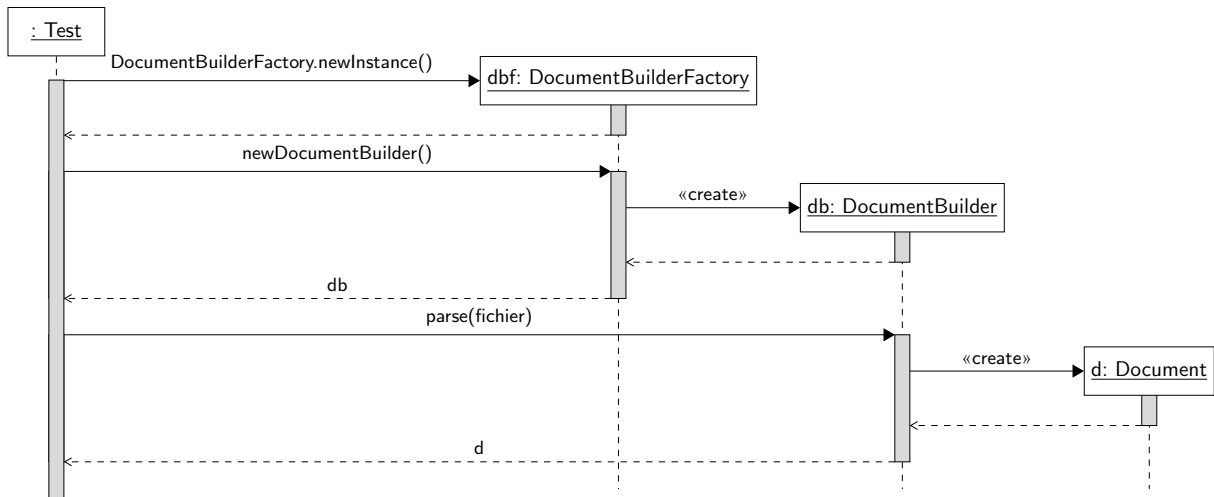 : Test
DocumentBuilderFactory.newInstance()
dbf: DocumentBuilderFactory
newDocumentBuilder()
«create»
db: DocumentBuilder
db
parse(fichier)
«create»
d: Document
d